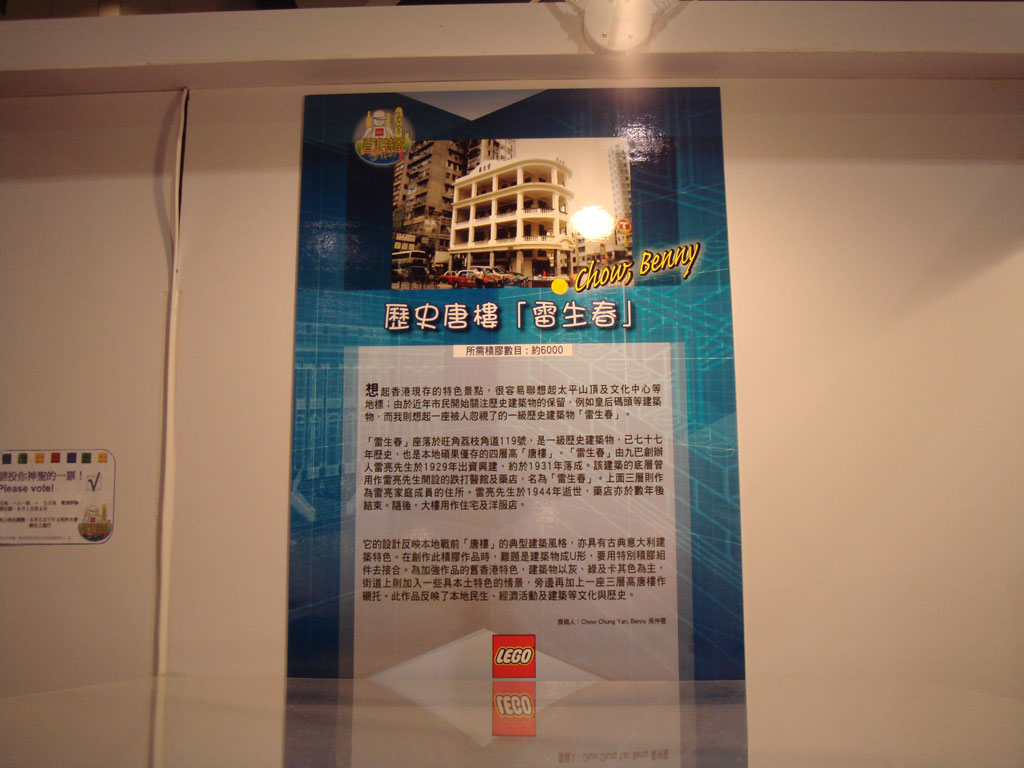 Chow, Benny
歷史唐樓「雷生春」
所需積膠數目：約6000
想起香港現存的特色景點，很容易聯想起太平山頂及文化中心等
地標；由於近年市民開始關注歷史建築物的保留，例如皇后碼頭等建築
物，而我則想起一座被人忽視了的一級歷史建築物「雷生春」。
「雷生春」座落於旺角荔枝角道119號，是一級歷史建築物，已七十七
年歷史，也是本地碩果僅存的四層高「唐樓」。「雷生春」由九巴創辦
人雷亮先生於1929年出資興建，約於1931年落成。該建築的底層曾
用作雷亮先生開設的跌打醫館及藥店，名為「雷生春」。上面三層則作
為雷亮家庭成員的住所。雷亮先生於1944年逝世，藥店亦於數年後
結束。隨後，大樓用作住宅及洋服店。
它的設計反映本地戰前「唐樓」的典型建築風格，亦具有古典意大利建
築特色。在創作此積膠作品時，難題是建築物成U形，要用特別積膠組
件去接合。為加強作品的舊香港特色，建築物以灰、綠及卡其色為主，
街道上則加入一些具本土特色的情景，旁邊再加上一座三層高唐樓作
襯托。此作品反映了本地民生、經濟活動及建築等文化與歷史。
撰稿人：Chow Chung Yan, Benny 周仲恩
LEGO
請投你神聖的一票！
Please vote!